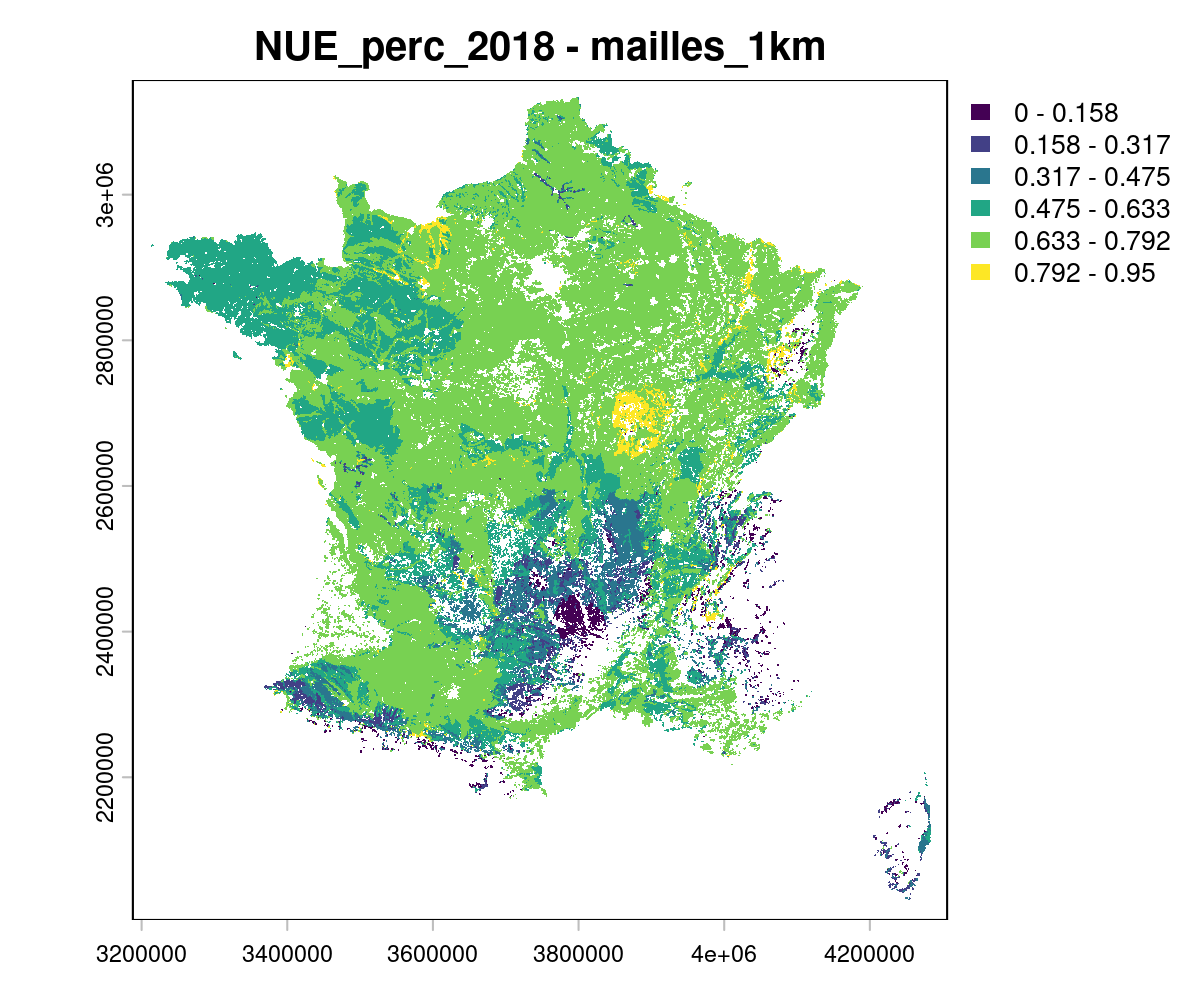 NUE_perc_2018 - mailles_1km
0 - 0.158
0.158 - 0.317
0.317 - 0.475
0.475 - 0.633
0.633 - 0.792
0.792 - 0.95
3e+06
2800000
2600000
2400000
2200000
3200000 3400000 3600000 3800000 4e+06 4200000